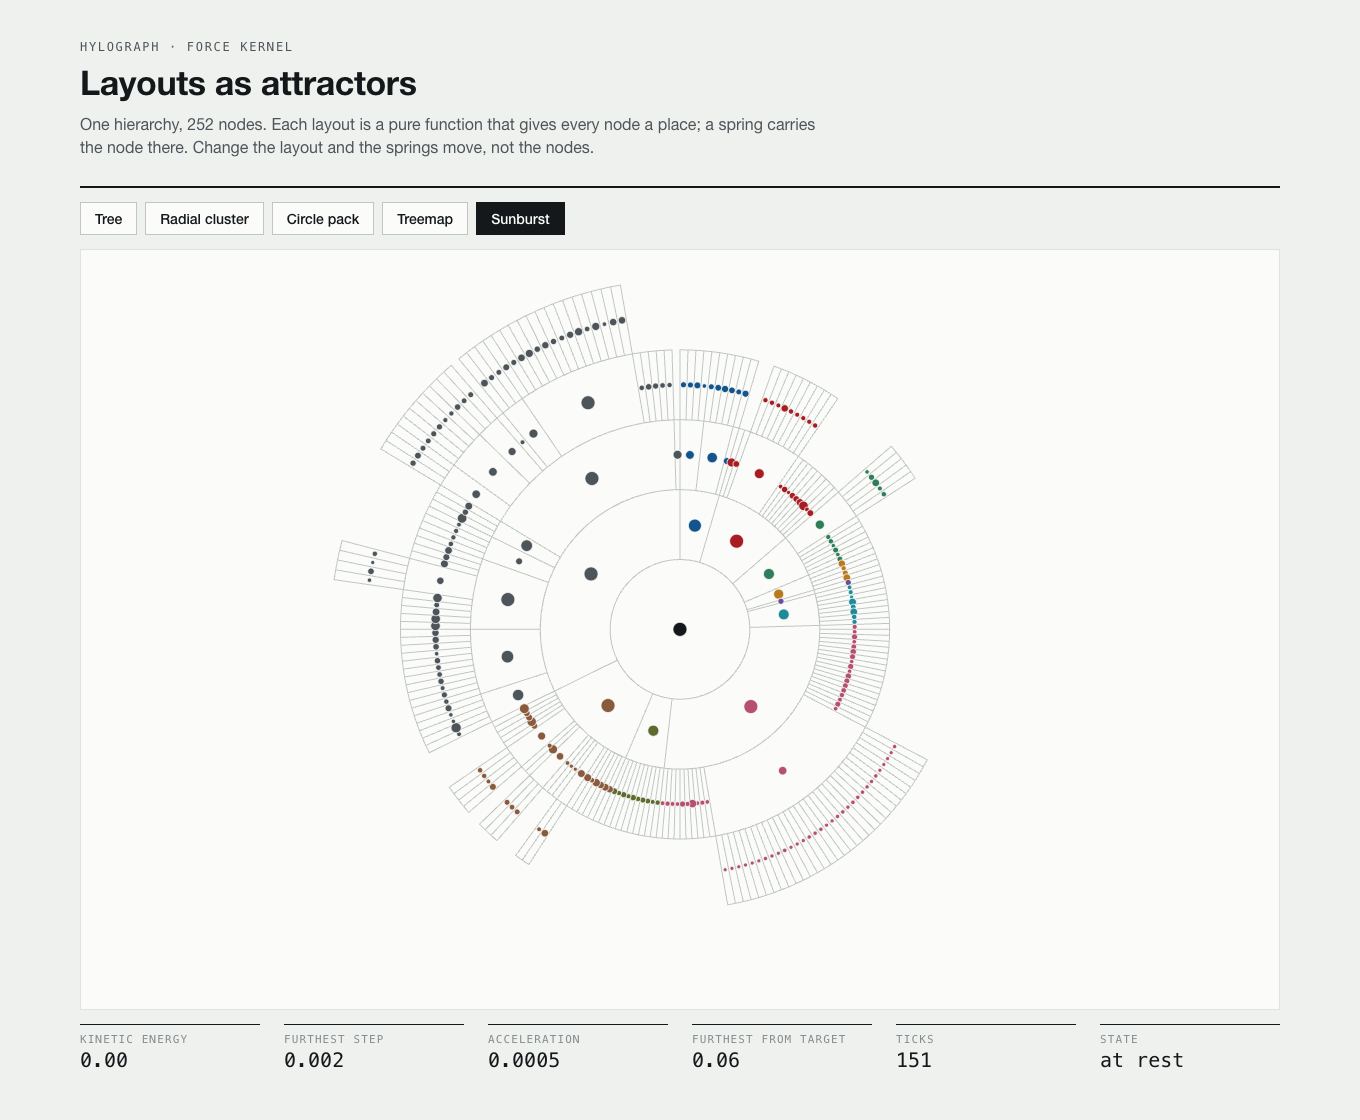 HYLOGRAPH · FORCE KERNEL
Layouts as attractors
One hierarchy, 252 nodes. Each layout is a pure function that gives every node a place; a spring carries
the node there. Change the layout and the springs move, not the nodes.
Tree
Radial cluster
Circle pack
Treemap
Sunburst
KINETIC ENERGY
0.00
FURTHEST STEP
0.002
ACCELERATION
0.0005
FURTHEST FROM TARGET
0.06
TICKS
151
STATE
at rest